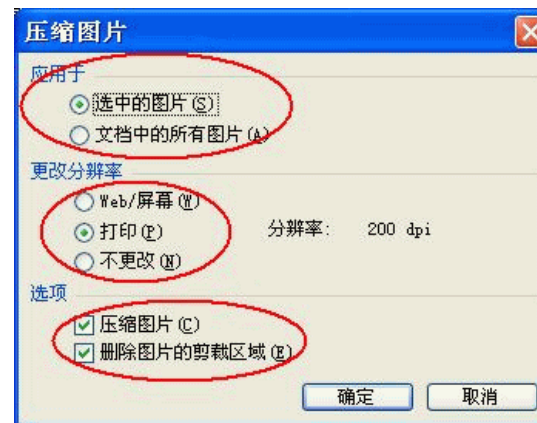 压缩图片
应用于
选中的图片(S)
文档中的所有图片(A)
更改分辨率
Web/屏幕(W)
打印(P) 分辨率: 200 dpi
不更改(N)
选项
压缩图片(C)
删除图片的剪裁区域(E)
确定 取消